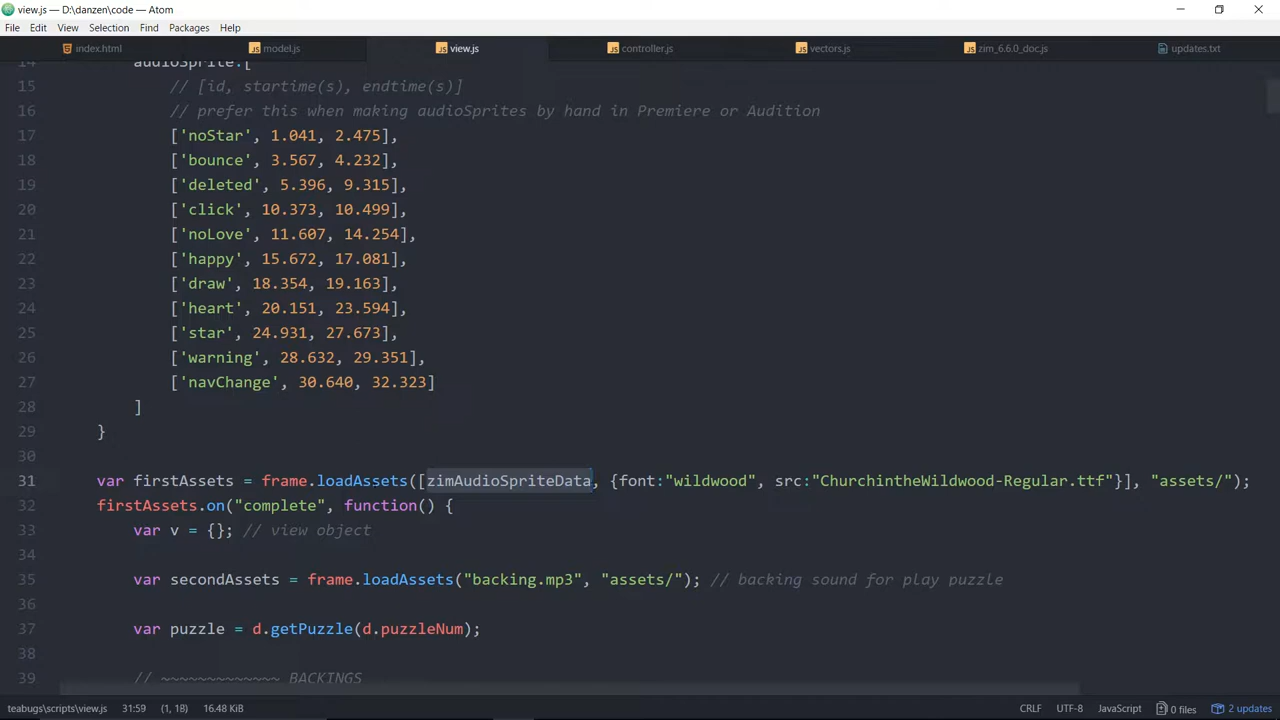 view.js — D:\danzen\code — Atom
File Edit View Selection Find Packages Help
index.html model.js view.js controller.js vectors.js zim_6.6.0_doc.js updates.txt
14 audioSprite:[
15 // [id, startime(s), endtime(s)]
16 // prefer this when making audioSprites by hand in Premiere or Audition
17 ['noStar', 1.041, 2.475],
18 ['bounce', 3.567, 4.232],
19 ['deleted', 5.396, 9.315],
20 ['click', 10.373, 10.499],
21 ['noLove', 11.607, 14.254],
22 ['happy', 15.672, 17.081],
23 ['draw', 18.354, 19.163],
24 ['heart', 20.151, 23.594],
25 ['star', 24.931, 27.673],
26 ['warning', 28.632, 29.351],
27 ['navChange', 30.640, 32.323]
28 ]
29 }
30
31 var firstAssets = frame.loadAssets([zimAudioSpriteData, {font:"wildwood", src:"ChurchintheWildwood-Regular.ttf"}], "assets/");
32 firstAssets.on("complete", function() {
33 var v = {}; // view object
34
35 var secondAssets = frame.loadAssets("backing.mp3", "assets/"); // backing sound for play puzzle
36
37 var puzzle = d.getPuzzle(d.puzzleNum);
38
39 // ~~~~~~~~~~~~~ BACKINGS
teabugs\scripts\view.js 31:59 (1, 18) 16.48 KiB CRLF UTF-8 JavaScript 0 files 2 updates